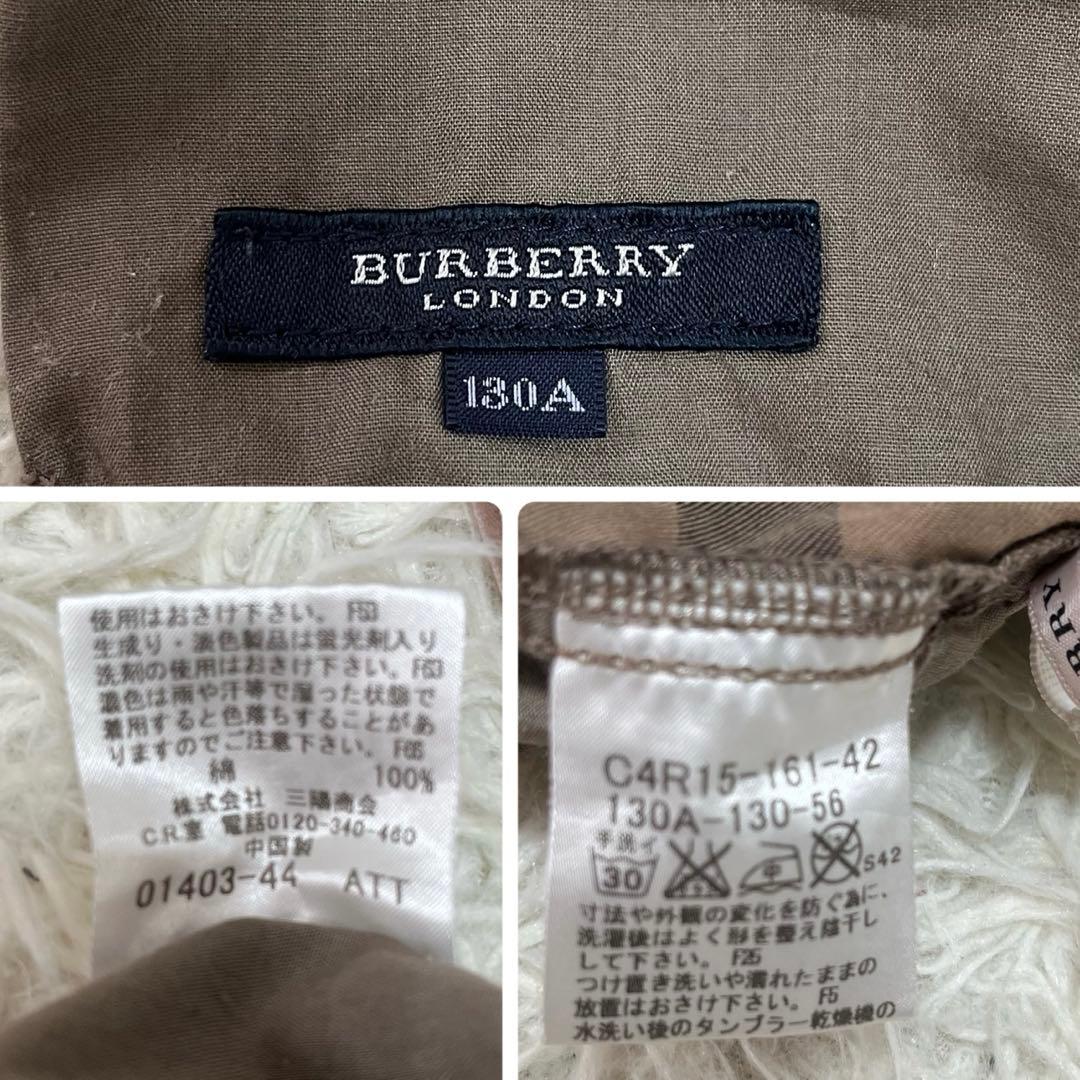 BURBERRY
LONDON
130A
使用はおさけ下さい。 F53
生成り・淡色製品は蛍光剤入り
洗剤の使用はおさけ下さい。 F63
濃色は雨や汗等で湿った状態で
着用すると色落ちすることがあ
りますのでご注意下さい。 F65
綿 100%
株式会社 三陽商会
C.R.室 電話0120-340-460
中国製
01403-44 ATT
C4R15-161-42
130A-130-56
手洗イ
30
中
S42
寸法や外観の変化を防ぐ為に、
洗濯後はよく形を整え陰干し
して下さい。 F25
つけ置き洗いや濡れたままの
放置はおさけ下さい。 F5
水洗い後のタンブラー乾燥機の
RRY